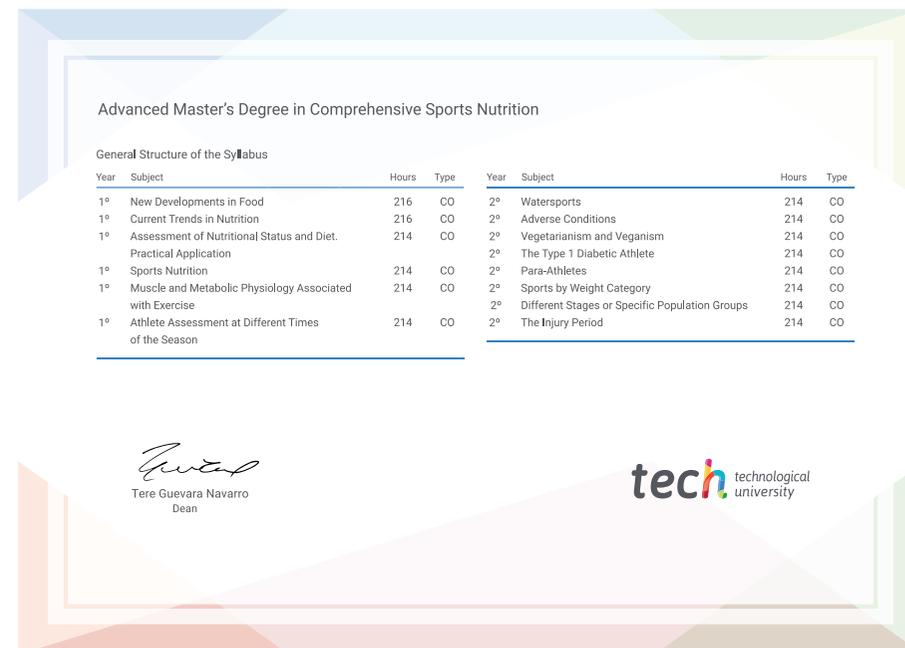 Advanced Master's Degree in Comprehensive Sports Nutrition
General Structure of the Syllabus
Year Subject Hours Type
1º New Developments in Food 216 CO
1º Current Trends in Nutrition 216 CO
1º Assessment of Nutritional Status and Diet. 214 CO
Practical Application
1º Sports Nutrition 214 CO
1º Muscle and Metabolic Physiology Associated 214 CO
with Exercise
1º Athlete Assessment at Different Times 214 CO
of the Season
Year Subject Hours Type
2º Watersports 214 CO
2º Adverse Conditions 214 CO
2º Vegetarianism and Veganism 214 CO
2º The Type 1 Diabetic Athlete 214 CO
2º Para-Athletes 214 CO
2º Sports by Weight Category 214 CO
2º Different Stages or Specific Population Groups 214 CO
2º The Injury Period 214 CO
Tere Guevara Navarro
Dean
tech technological
university